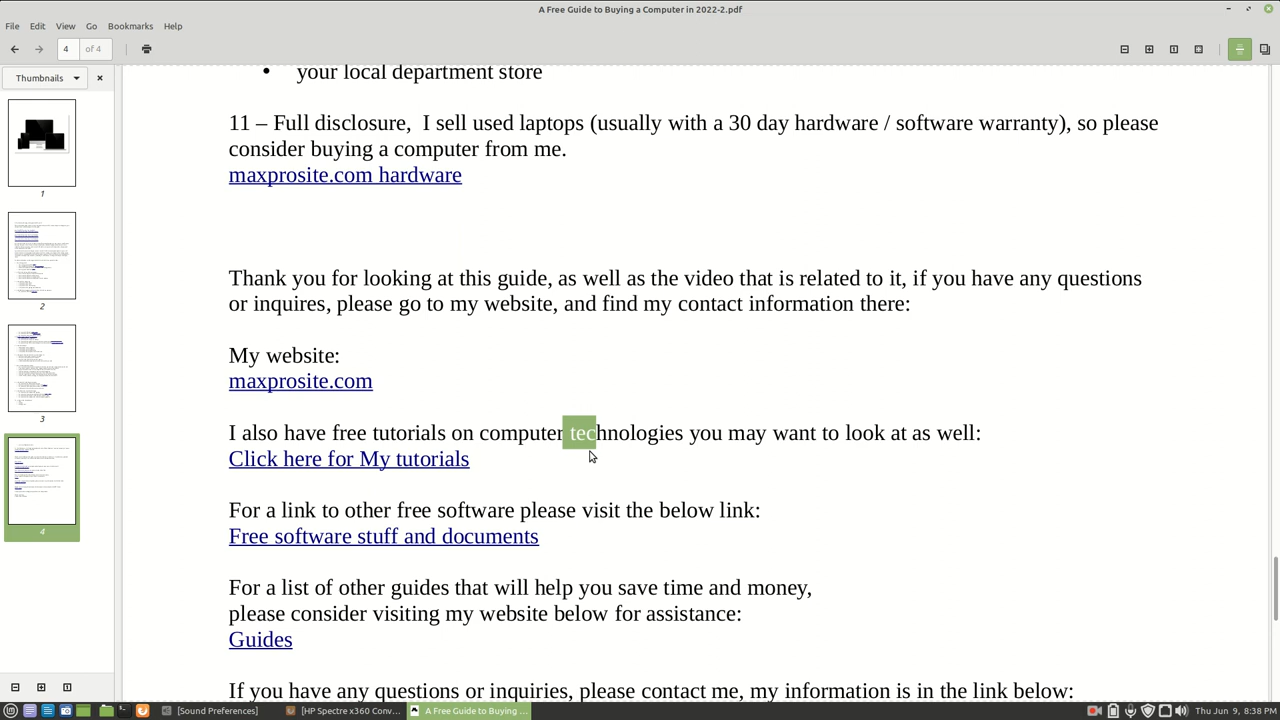 A Free Guide to Buying a Computer in 2022-2.pdf
File Edit View Go Bookmarks Help
4 of 4
Thumbnails
1
2
3
4
• your local department store
11 – Full disclosure,  I sell used laptops (usually with a 30 day hardware / software warranty), so please
consider buying a computer from me.
maxprosite.com hardware
Thank you for looking at this guide, as well as the video that is related to it, if you have any questions
or inquires, please go to my website, and find my contact information there:
My website:
maxprosite.com
I also have free tutorials on computer technologies you may want to look at as well:
Click here for My tutorials
For a link to other free software please visit the below link:
Free software stuff and documents
For a list of other guides that will help you save time and money,
please consider visiting my website below for assistance:
Guides
If you have any questions or inquiries, please contact me, my information is in the link below:
[Sound Preferences] [HP Spectre x360 Conv... A Free Guide to Buying ... Thu Jun 9, 8:38 PM